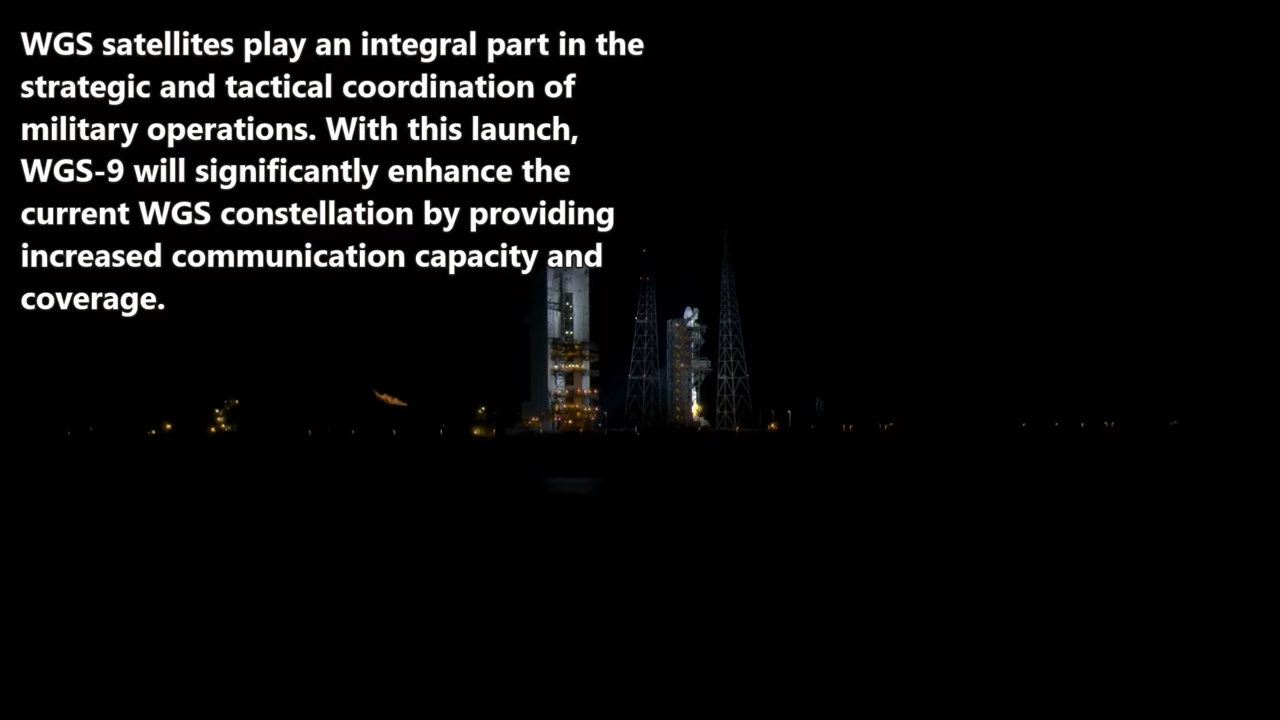 WGS satellites play an integral part in the
strategic and tactical coordination of
military operations. With this launch,
WGS-9 will significantly enhance the
current WGS constellation by providing
increased communication capacity and
coverage.